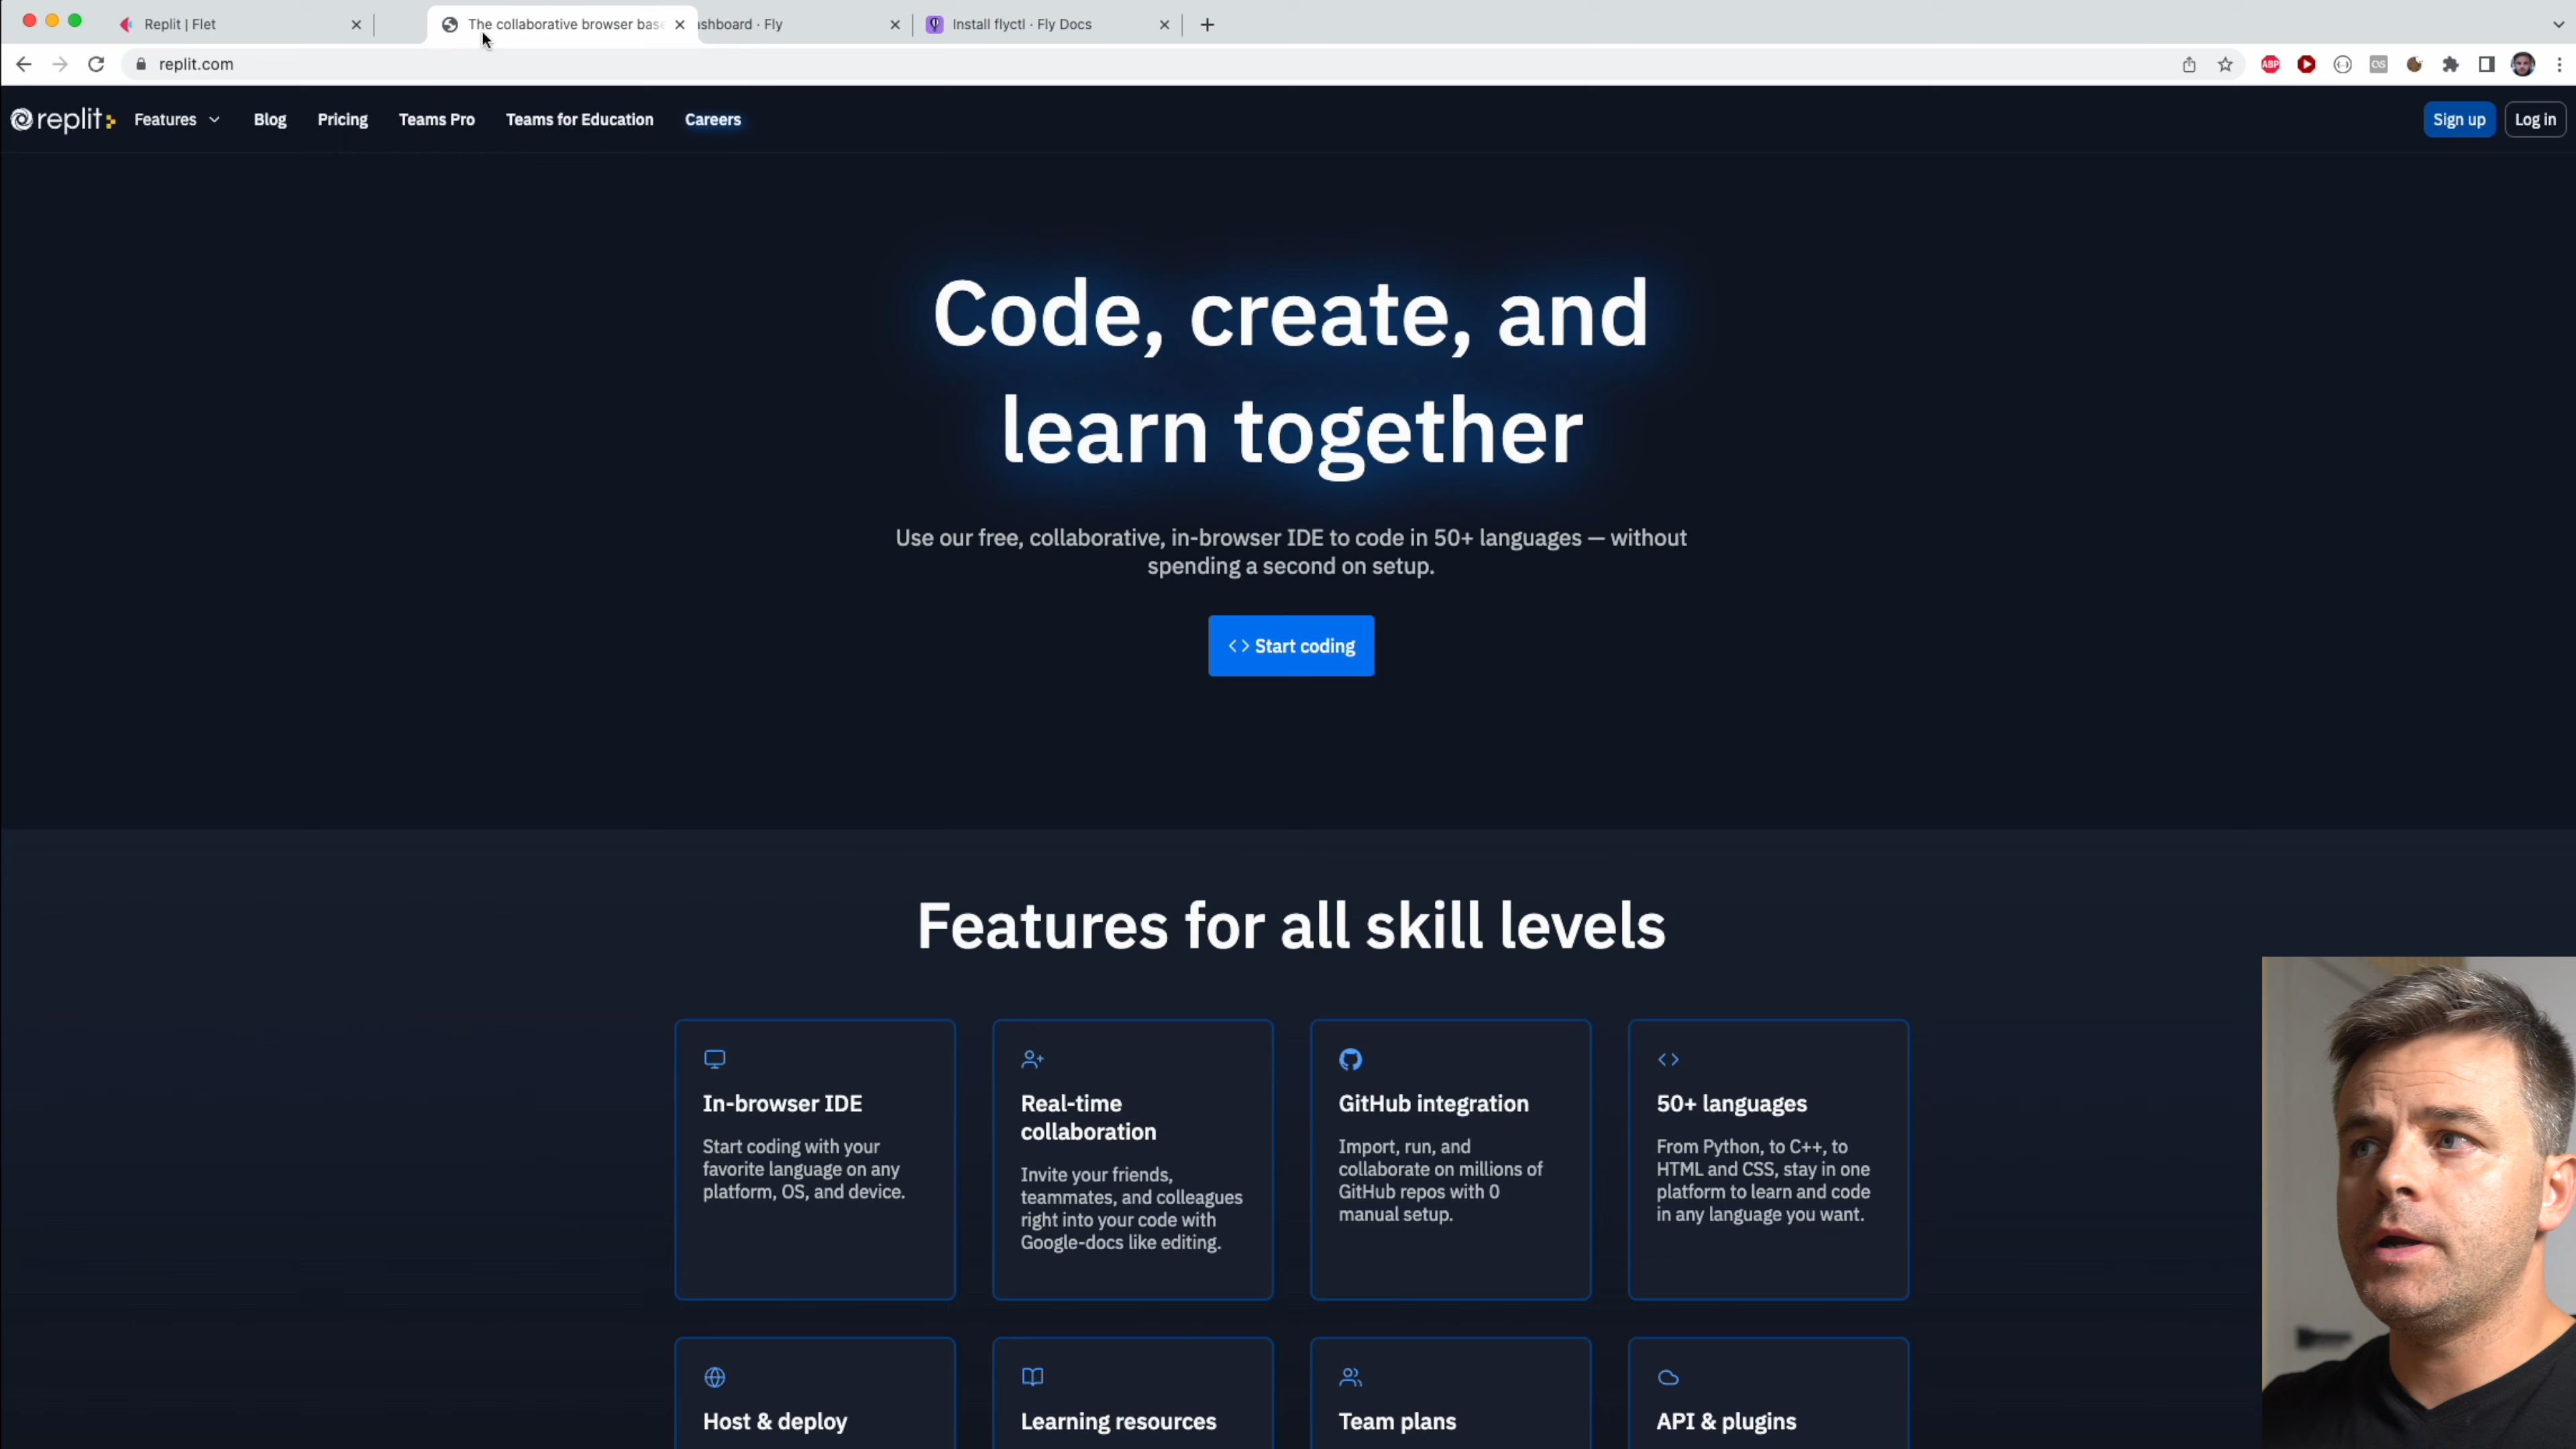 Replit | Flet
The collaborative browser base
shboard · Fly
Install flyctl · Fly Docs
replit.com
ABP
replit
Features
Blog
Pricing
Teams Pro
Teams for Education
Careers
Sign up
Log in
Code, create, and
learn together
Use our free, collaborative, in-browser IDE to code in 50+ languages — without
spending a second on setup.
Start coding
Features for all skill levels
In-browser IDE
Start coding with your
favorite language on any
platform, OS, and device.
Real-time
collaboration
Invite your friends,
teammates, and colleagues
right into your code with
Google-docs like editing.
GitHub integration
Import, run, and
collaborate on millions of
GitHub repos with 0
manual setup.
50+ languages
From Python, to C++, to
HTML and CSS, stay in one
platform to learn and code
in any language you want.
Host & deploy
Learning resources
Team plans
API & plugins